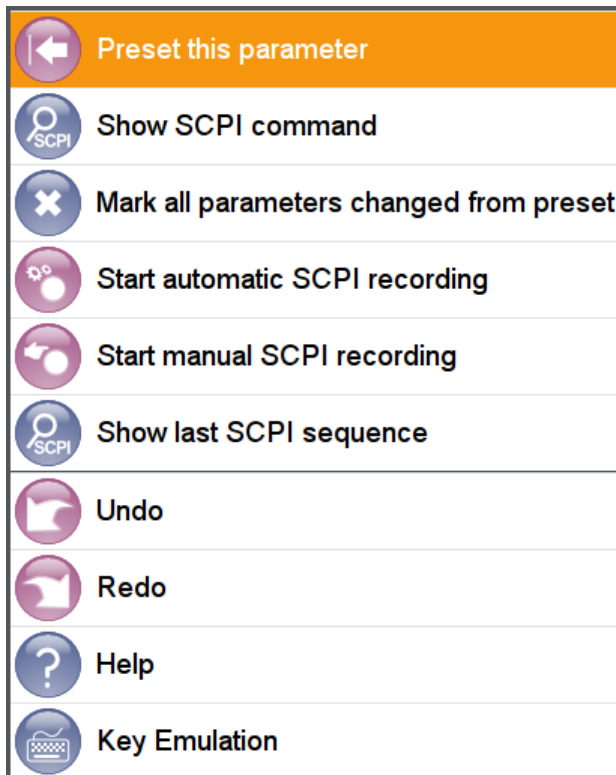 Preset this parameter
SCPI
Show SCPI command
Mark all parameters changed from preset
Start automatic SCPI recording
Start manual SCPI recording
SCPI
Show last SCPI sequence
Undo
Redo
?
Help
Key Emulation